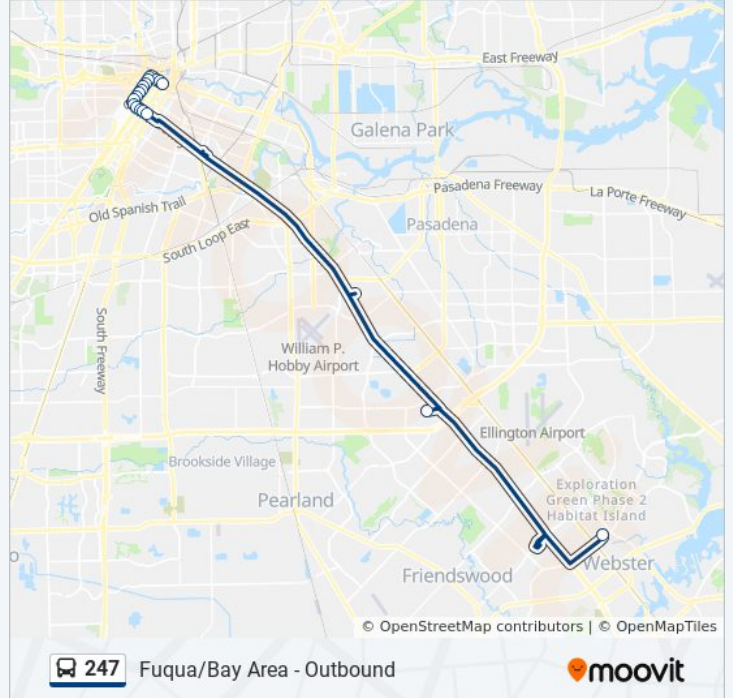 East Freeway
Galena Park
Pasadena Freeway
La Porte Freeway
Old Spanish Trail
Pasadena
South Loop East
South Freeway
William P.
Hobby Airport
Ellington Airport
Brookside Village
Exploration
Green Phase 2
Habitat Island
Pearland
o
Webster
Friendswood
© OpenStreetMap contributors | © OpenMapTiles
247 Fuqua/Bay Area - Outbound
moovit